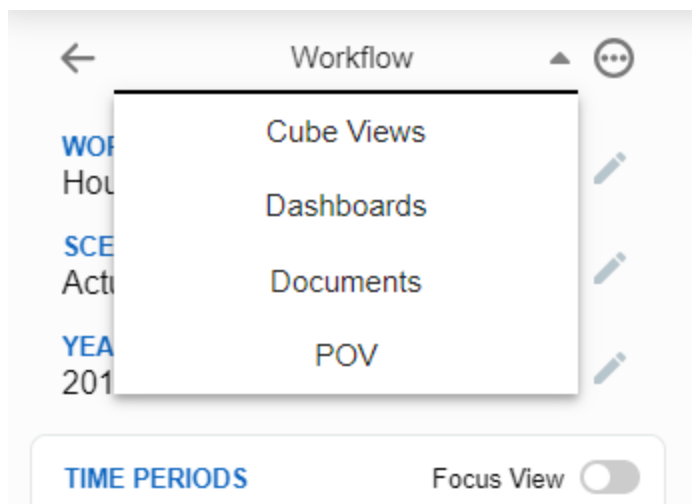 Workflow
Cube Views
Dashboards
Documents
POV
TIME PERIODS
Focus View